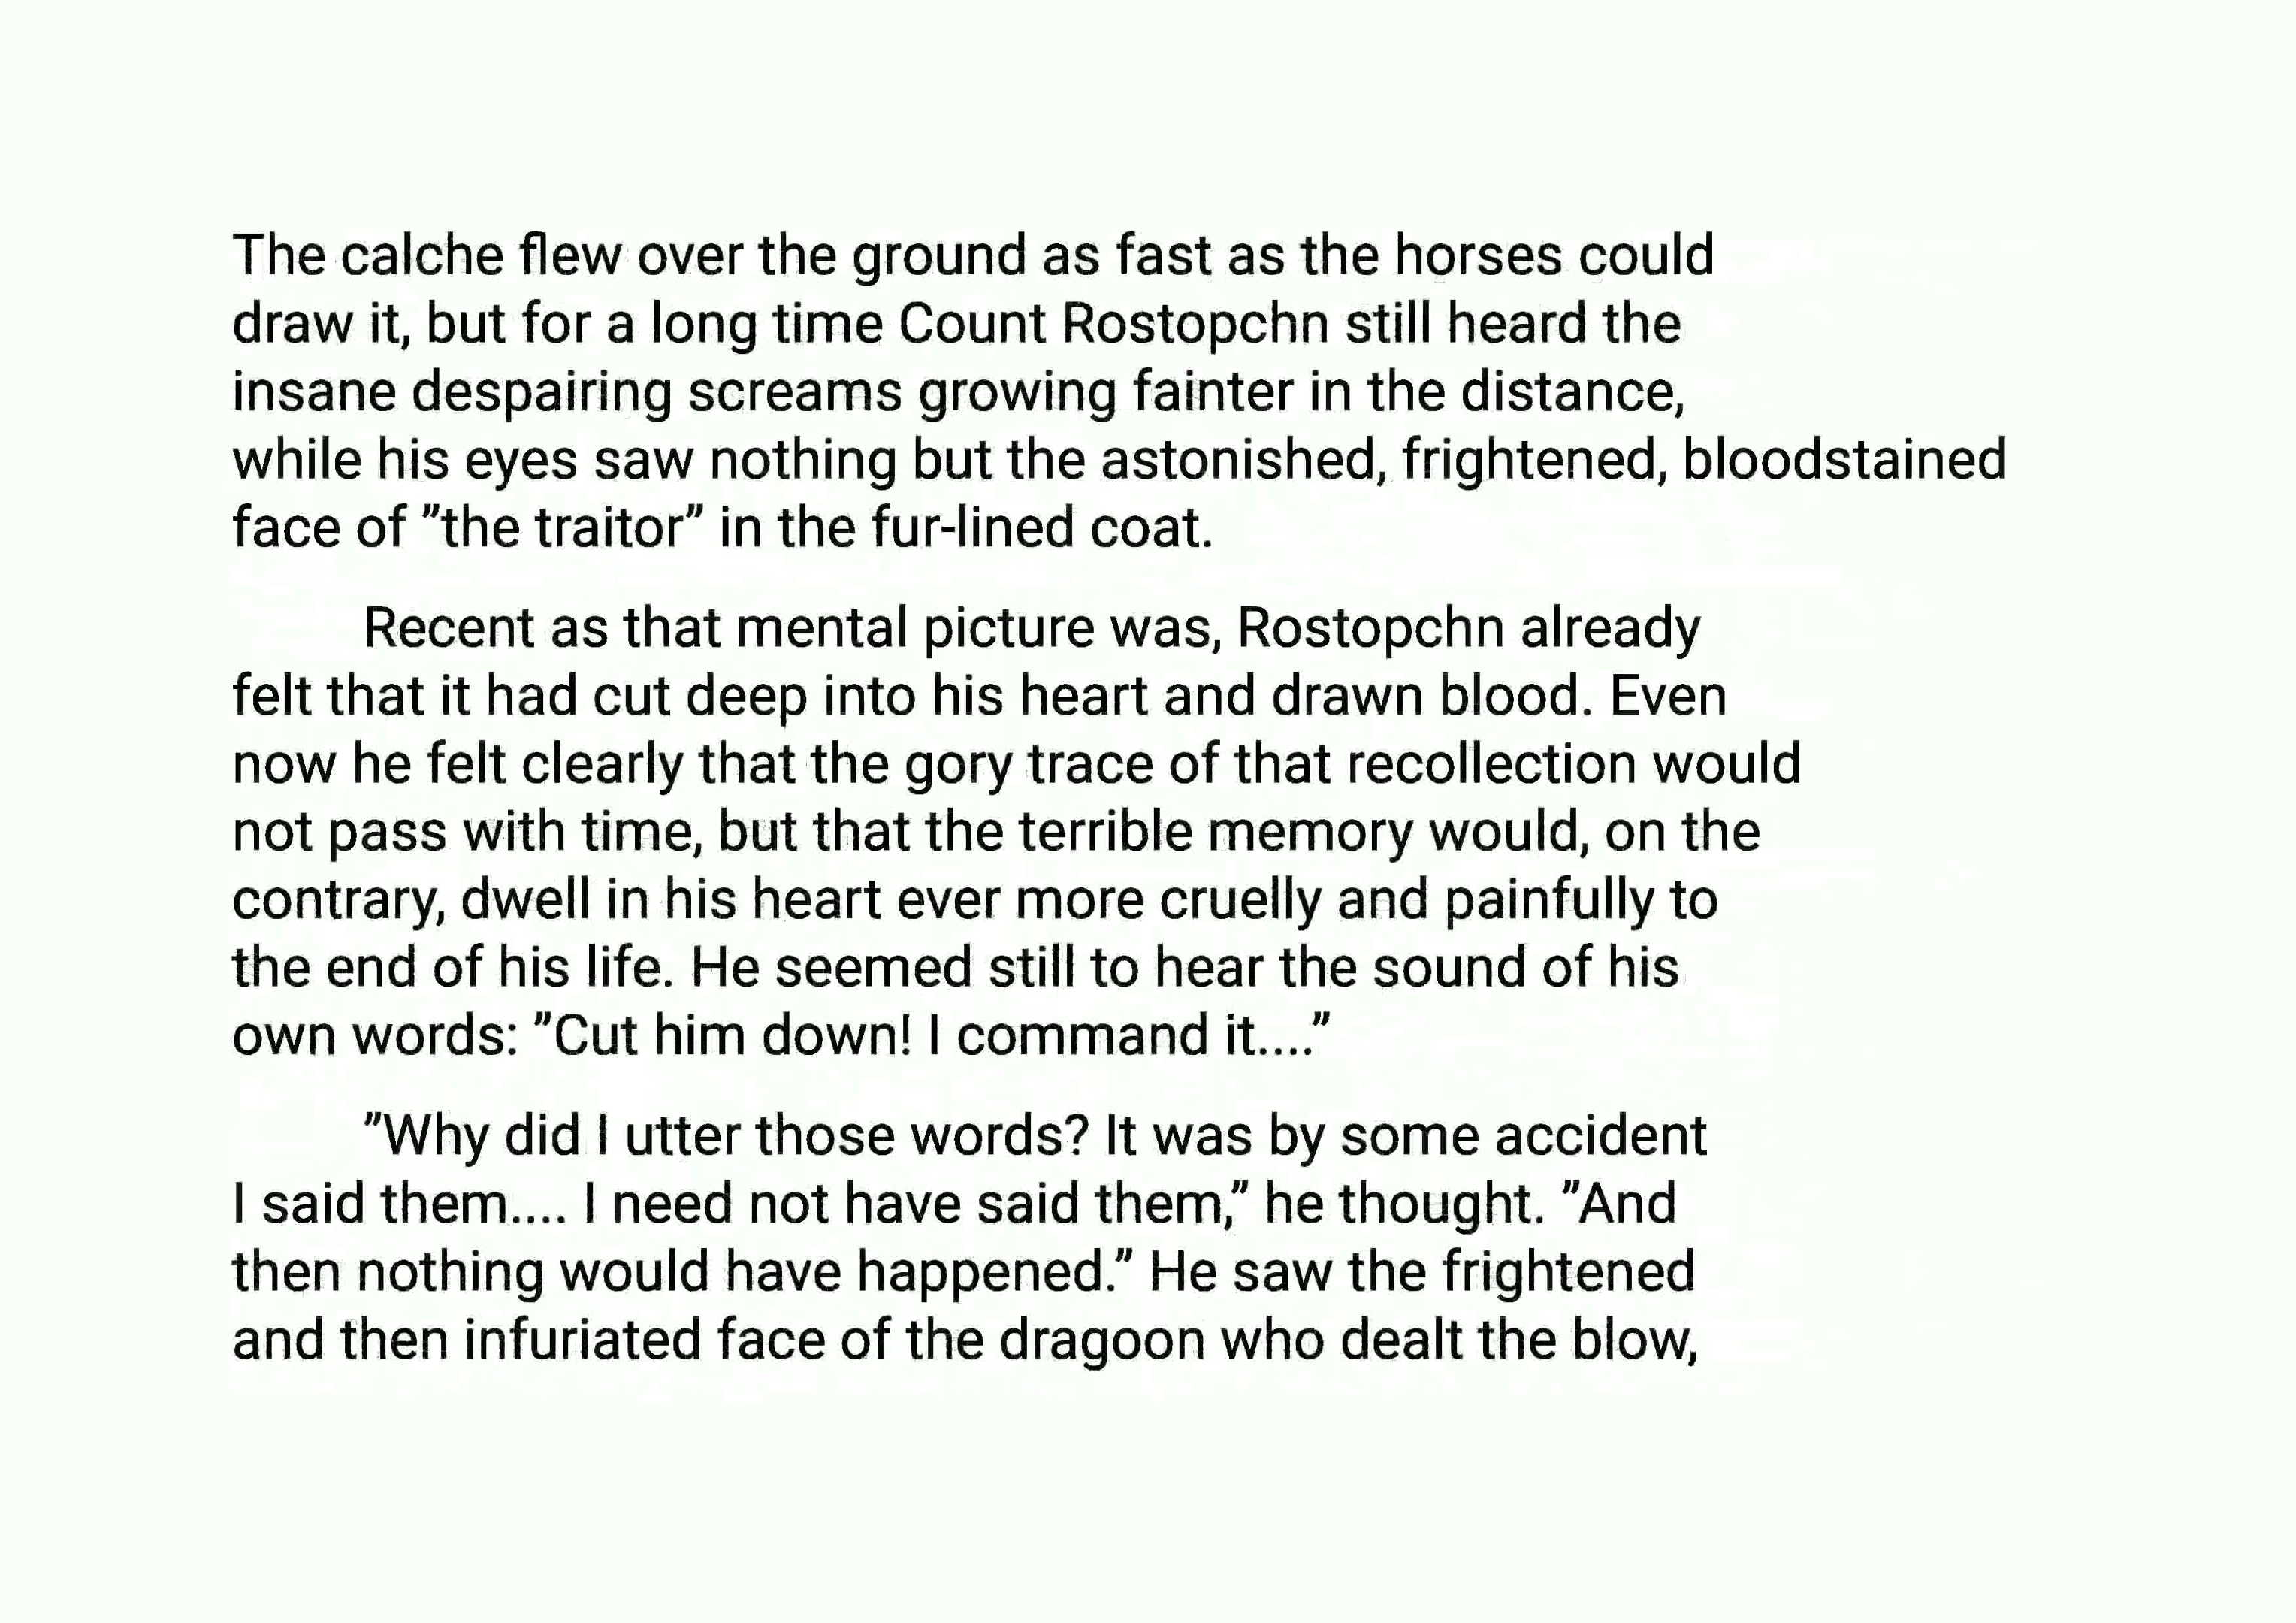 The calche flew over the ground as fast as the horses could
draw it, but for a long time Count Rostopchn still heard the
insane despairing screams growing fainter in the distance,
while his eyes saw nothing but the astonished, frightened, bloodstained
face of ”the traitor” in the fur-lined coat.
Recent as that mental picture was, Rostopchn already
felt that it had cut deep into his heart and drawn blood. Even
now he felt clearly that the gory trace of that recollection would
not pass with time, but that the terrible memory would, on the
contrary, dwell in his heart ever more cruelly and painfully to
the end of his life. He seemed still to hear the sound of his
own words: ”Cut him down! I command it....”
”Why did I utter those words? It was by some accident
I said them.... I need not have said them,” he thought. ”And
then nothing would have happened.” He saw the frightened
and then infuriated face of the dragoon who dealt the blow,